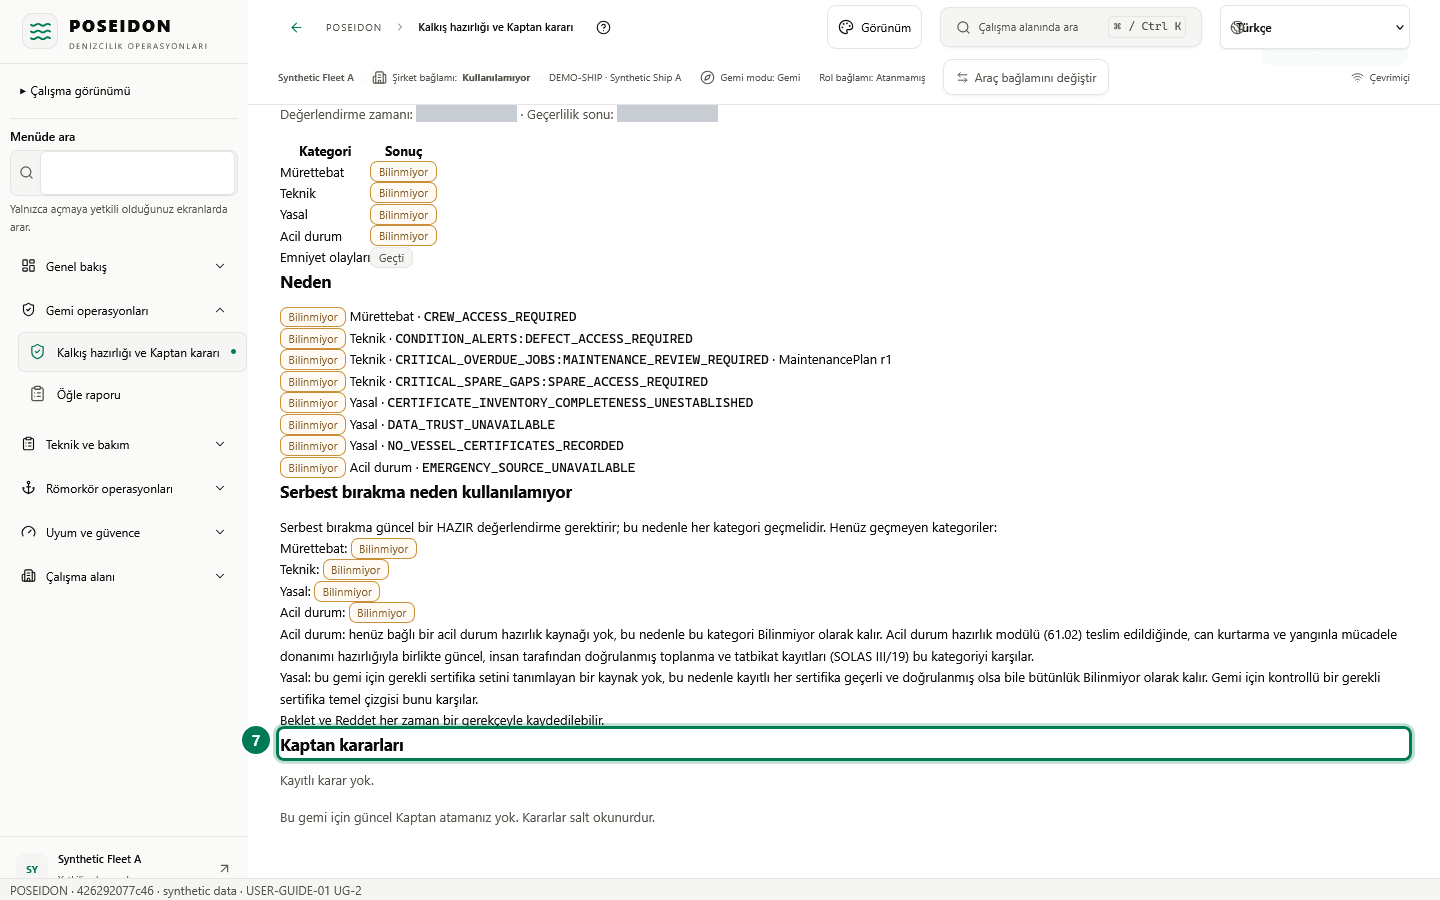 POSEIDON
DENİZCİLİK OPERASYONLARI
Çalışma görünümü
Menüde ara
Yalnızca açmaya yetkili olduğunuz ekranlarda
arar.
Genel bakış
Gemi operasyonları
Kalkış hazırlığı ve Kaptan kararı
Öğle raporu
Teknik ve bakım
Römorkör operasyonları
Uyum ve güvence
Çalışma alanı
SY
Synthetic Fleet A
POSEIDON
Kalkış hazırlığı ve Kaptan kararı
Görünüm
Çalışma alanında ara
⌘ / Ctrl K
Türkçe
Synthetic Fleet A
Şirket bağlamı: Kullanılamıyor
DEMO-SHIP · Synthetic Ship A
Gemi modu: Gemi
Rol bağlamı: Atanmamış
Araç bağlamını değiştir
Çevrimiçi
Değerlendirme zamanı: · Geçerlilik sonu:
Kategori Sonuç
Mürettebat Bilinmiyor
Teknik Bilinmiyor
Yasal Bilinmiyor
Acil durum Bilinmiyor
Emniyet olayları Geçti
Neden
Bilinmiyor Mürettebat · CREW_ACCESS_REQUIRED
Bilinmiyor Teknik · CONDITION_ALERTS:DEFECT_ACCESS_REQUIRED
Bilinmiyor Teknik · CRITICAL_OVERDUE_JOBS:MAINTENANCE_REVIEW_REQUIRED · MaintenancePlan r1
Bilinmiyor Teknik · CRITICAL_SPARE_GAPS:SPARE_ACCESS_REQUIRED
Bilinmiyor Yasal · CERTIFICATE_INVENTORY_COMPLETENESS_UNESTABLISHED
Bilinmiyor Yasal · DATA_TRUST_UNAVAILABLE
Bilinmiyor Yasal · NO_VESSEL_CERTIFICATES_RECORDED
Bilinmiyor Acil durum · EMERGENCY_SOURCE_UNAVAILABLE
Serbest bırakma neden kullanılamıyor
Serbest bırakma güncel bir HAZIR değerlendirme gerektirir; bu nedenle her kategori geçmelidir. Henüz geçmeyen kategoriler:
Mürettebat: Bilinmiyor
Teknik: Bilinmiyor
Yasal: Bilinmiyor
Acil durum: Bilinmiyor
Acil durum: henüz bağlı bir acil durum hazırlık kaynağı yok, bu nedenle bu kategori Bilinmiyor olarak kalır. Acil durum hazırlık modülü (61.02) teslim edildiğinde, can kurtarma ve yangınla mücadele
donanımı hazırlığıyla birlikte güncel, insan tarafından doğrulanmış toplanma ve tatbikat kayıtları (SOLAS III/19) bu kategoriyi karşılar.
Yasal: bu gemi için gerekli sertifika setini tanımlayan bir kaynak yok, bu nedenle kayıtlı her sertifika geçerli ve doğrulanmış olsa bile bütünlük Bilinmiyor olarak kalır. Gemi için kontrollü bir gerekli
sertifika temel çizgisi bunu karşılar.
Beklet ve Reddet her zaman bir gerekçeyle kaydedilebilir.
7
Kaptan kararları
Kayıtlı karar yok.
Bu gemi için güncel Kaptan atamanız yok. Kararlar salt okunurdur.
POSEIDON · 426292077c46 · synthetic data · USER-GUIDE-01 UG-2